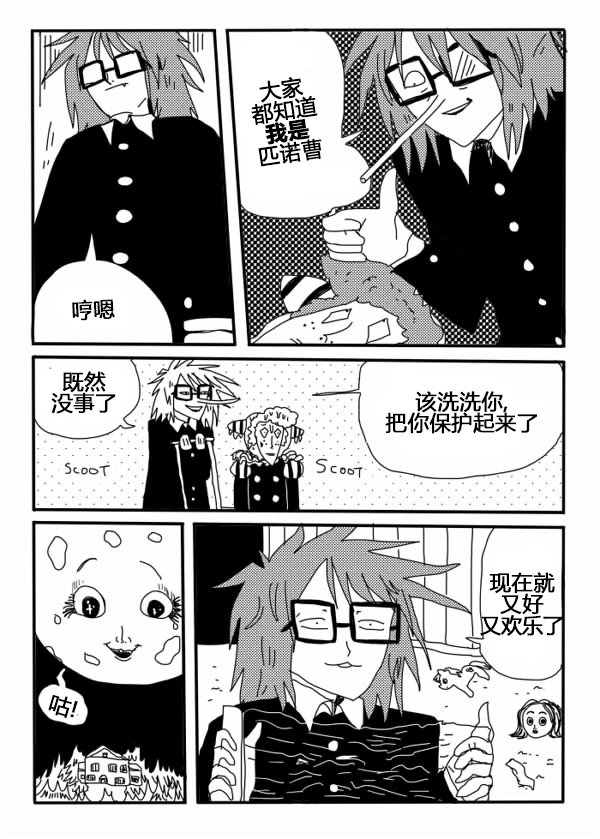 哼嗯
大家
都知道
我是
匹诺曹
既然
没事了
SCOOT
SCOOT
该洗洗你,
把你保护起来了
咕!
现在就
又好
又欢乐了